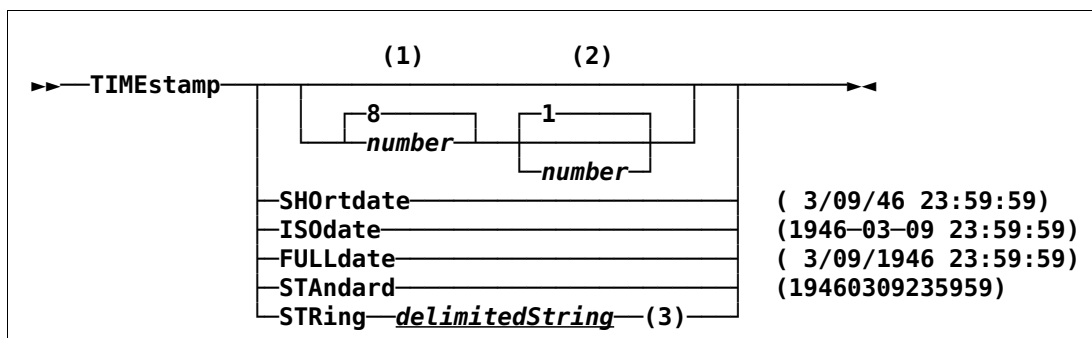 (1) (2)
►►──TIMEstamp──►◄
8 1
number
number
SHOrtdate ( 3/09/46 23:59:59)
ISOdate (1946─03─09 23:59:59)
FULLdate ( 3/09/1946 23:59:59)
STAndard (19460309235959)
STRing──delimitedString──(3)